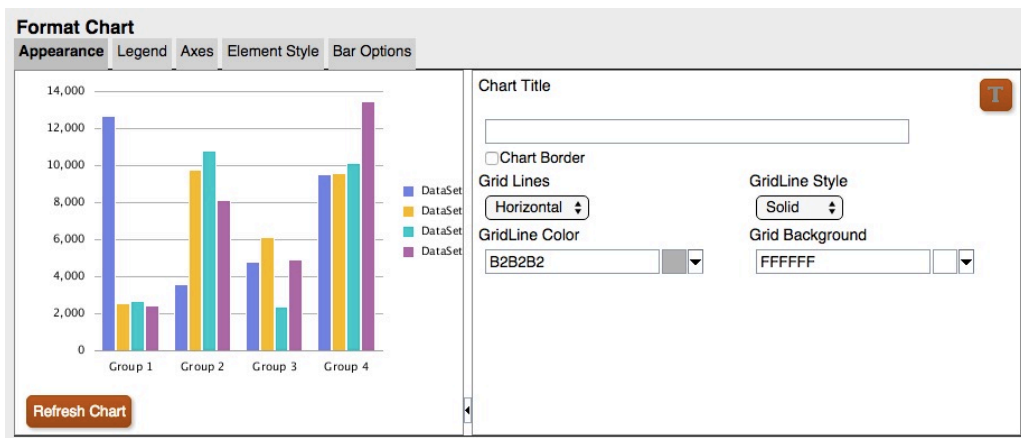 Format Chart
Appearance Legend Axes Element Style Bar Options
14,000
12,000
10,000
8,000
6,000
4,000
2,000
0
Group 1 Group 2 Group 3 Group 4
DataSet
DataSet
DataSet
DataSet
Refresh Chart
Chart Title
T
Chart Border
Grid Lines GridLine Style
Horizontal Solid
GridLine Color Grid Background
B2B2B2 FFFFFF